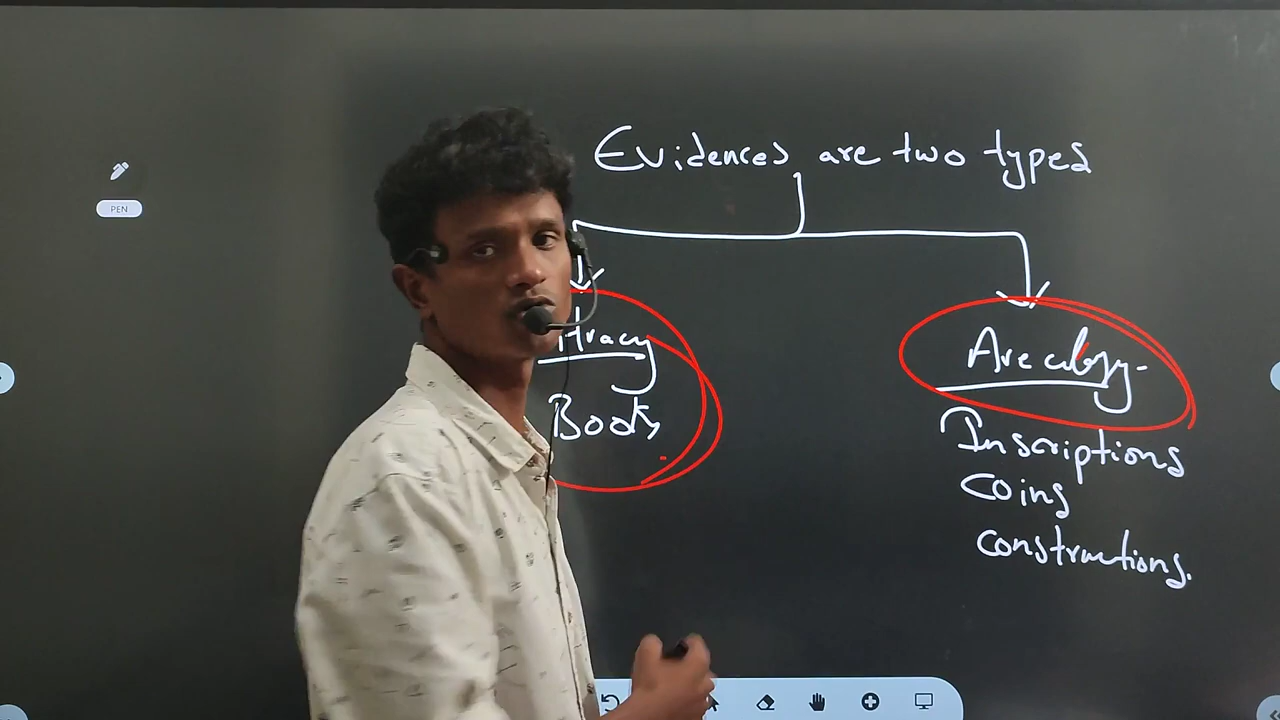 Evidences are two types
PEN
Books
Inscriptions
Coins
constructions.